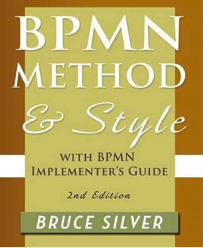 BPMN
METHOD
& Style
WITH BPMN
IMPLEMENTER'S GUIDE
2nd Edition
BRUCE SILVER